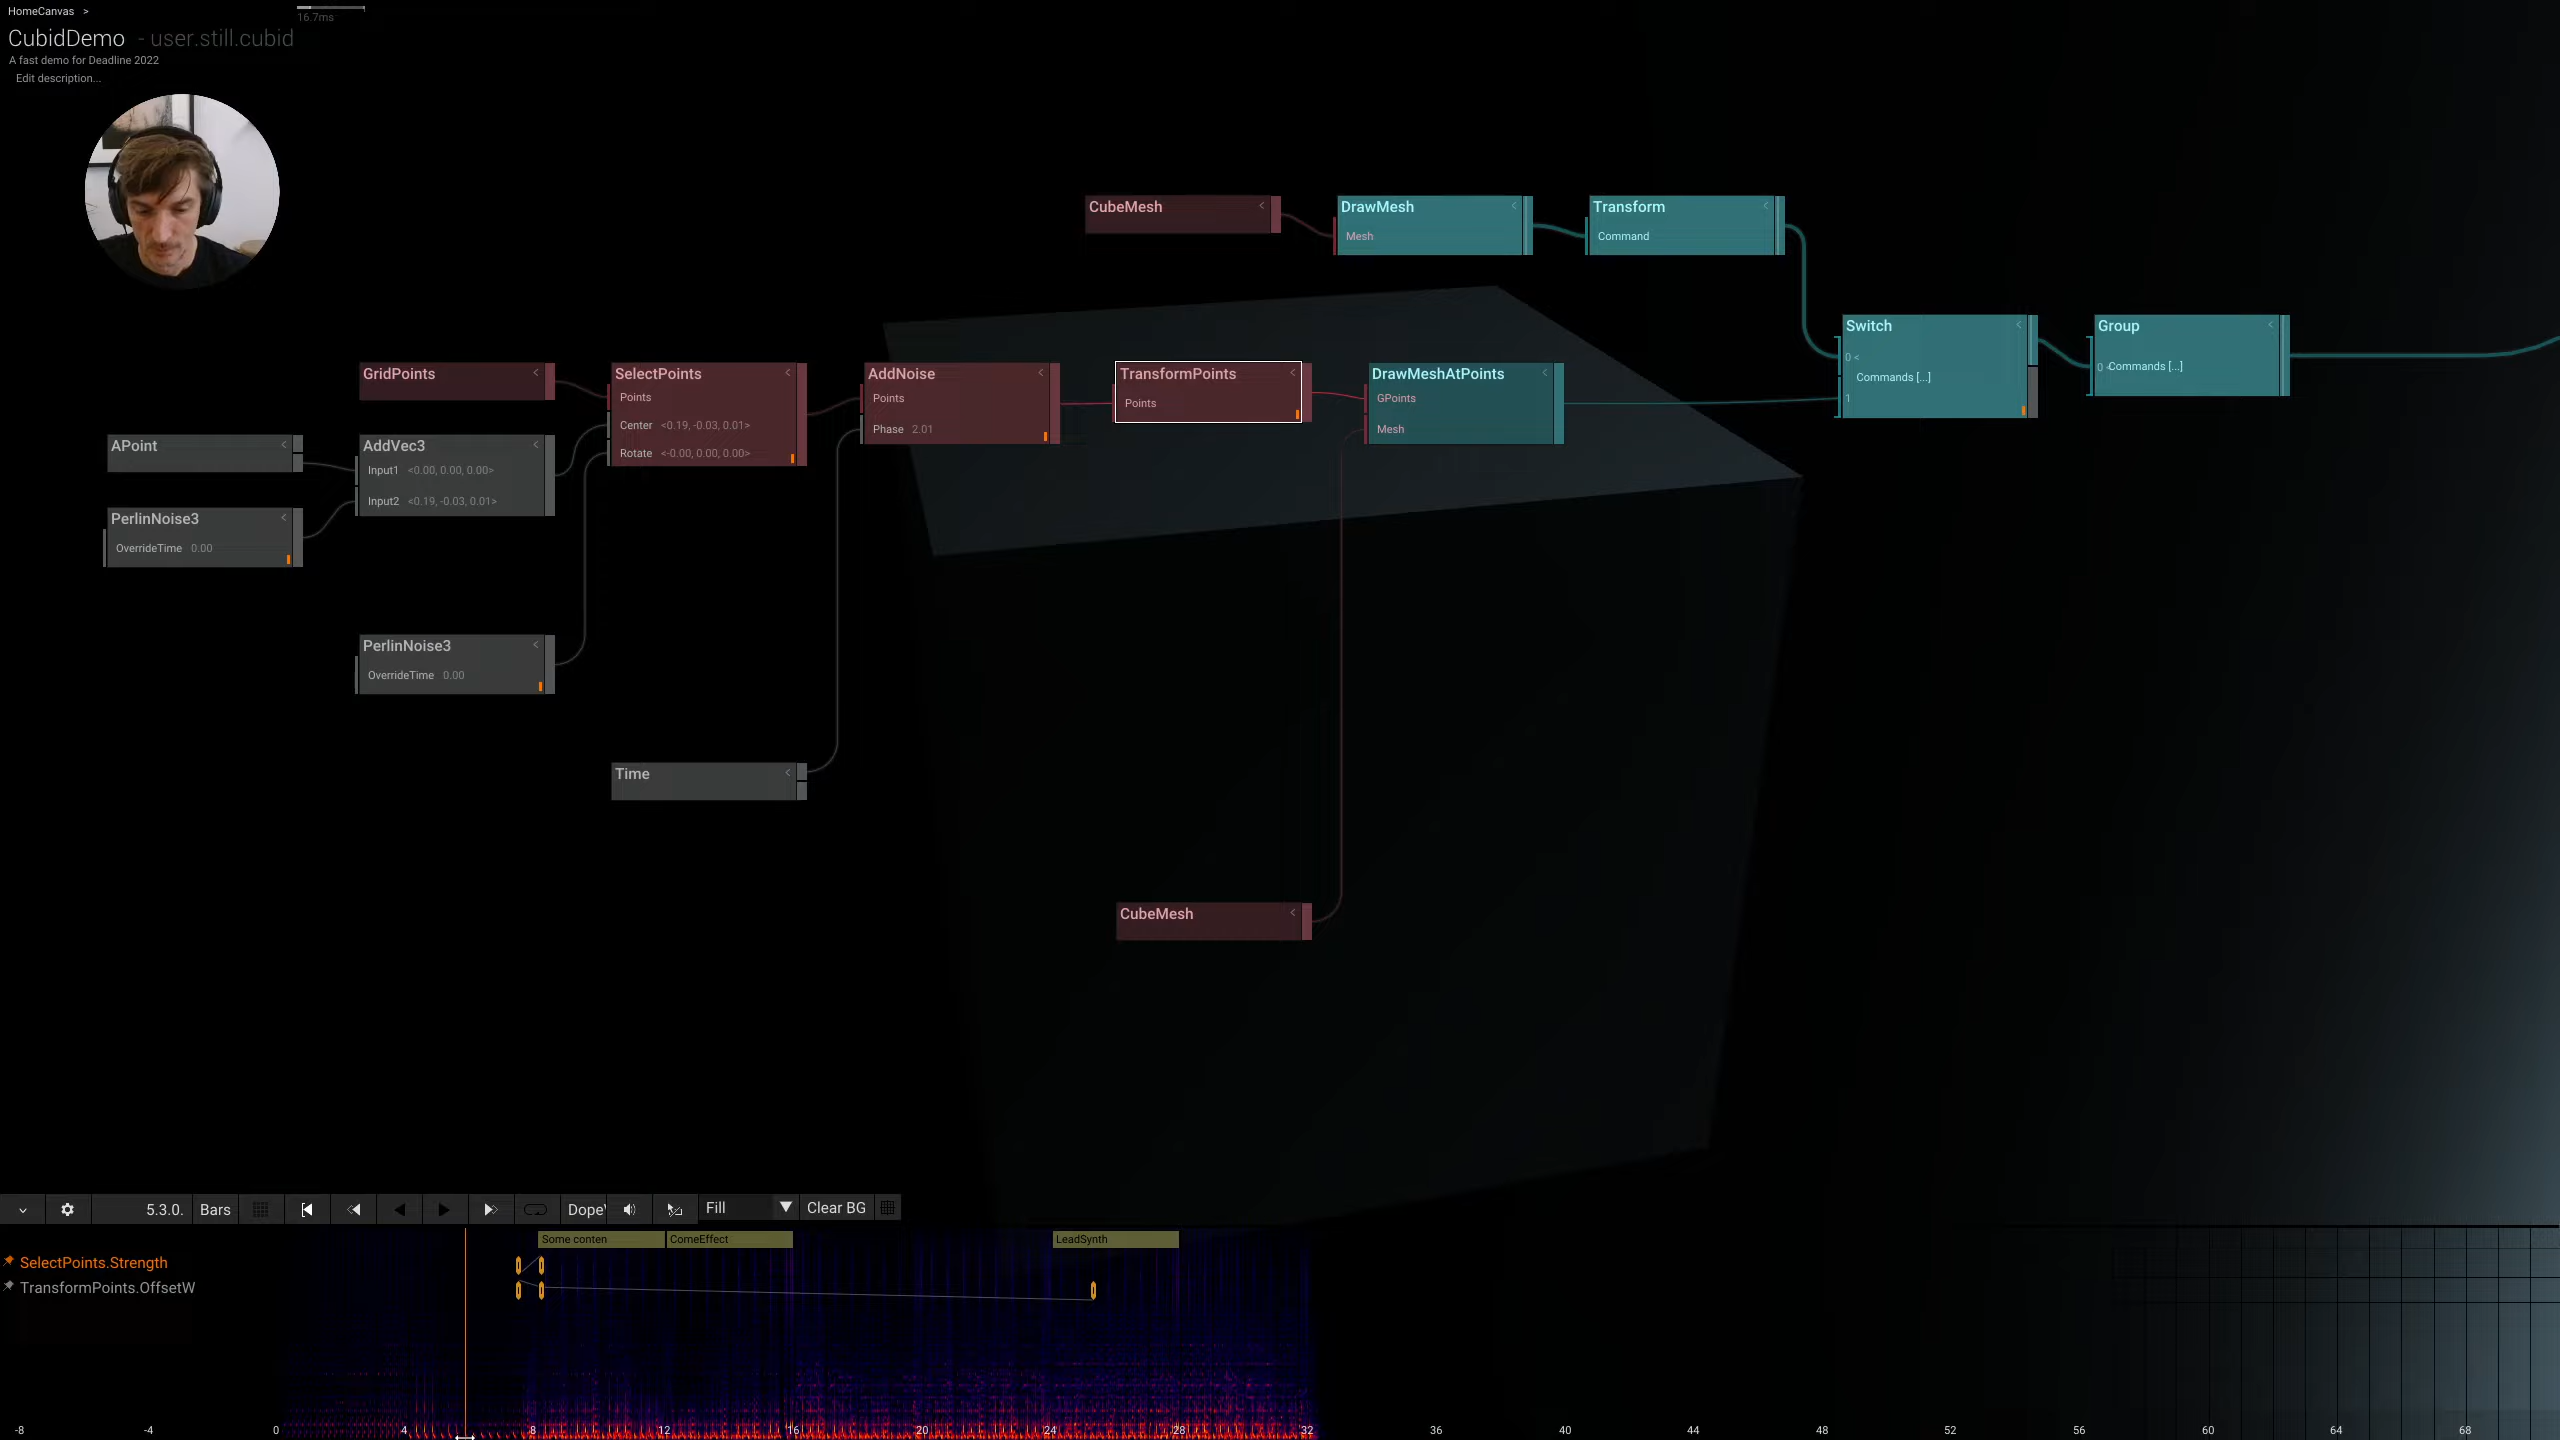 HomeCanvas >
16.7ms
CubidDemo - user.still.cubid
A fast demo for Deadline 2022
Edit description...
CubeMesh <
DrawMesh <
Mesh
Transform <
Command
Switch <
0 <
Commands [...]
1
Group <
0 Commands [...]
GridPoints <
SelectPoints <
Points
Center <0.19, -0.03, 0.01>
Rotate <-0.00, 0.00, 0.00>
AddNoise <
Points
Phase 2.01
TransformPoints <
Points
DrawMeshAtPoints <
GPoints
Mesh
APoint <
AddVec3 <
Input1 <0.00, 0.00, 0.00>
Input2 <0.19, -0.03, 0.01>
PerlinNoise3 <
OverrideTime 0.00
PerlinNoise3 <
OverrideTime 0.00
Time <
CubeMesh <
5.3.0. Bars Dope Fill Clear BG
Some conten ComeEffect LeadSynth
SelectPoints.Strength
TransformPoints.OffsetW
-8 -4 0 4 8 12 16 20 24 28 32 36 40 44 48 52 56 60 64 68